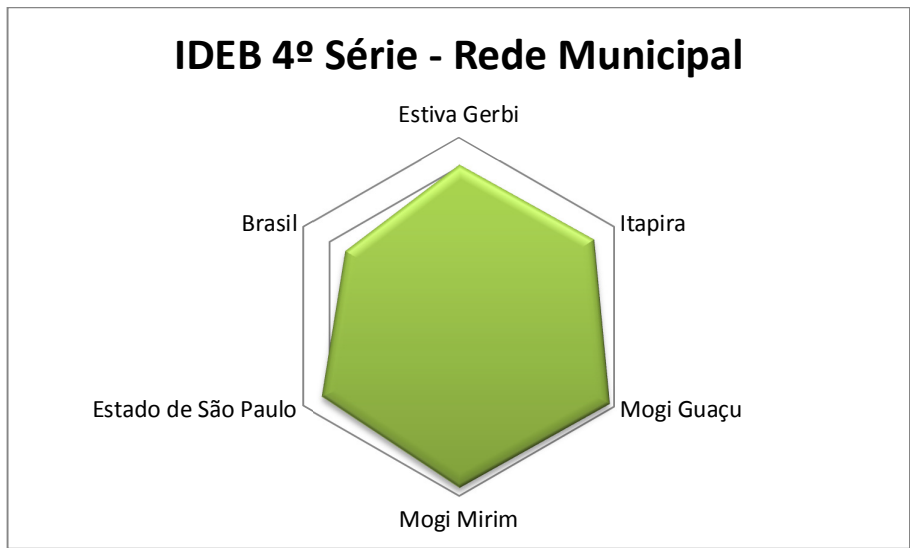 IDEB 4º Série - Rede Municipal
Estiva Gerbi
Brasil
Itapira
Estado de São Paulo
Mogi Guaçu
Mogi Mirim